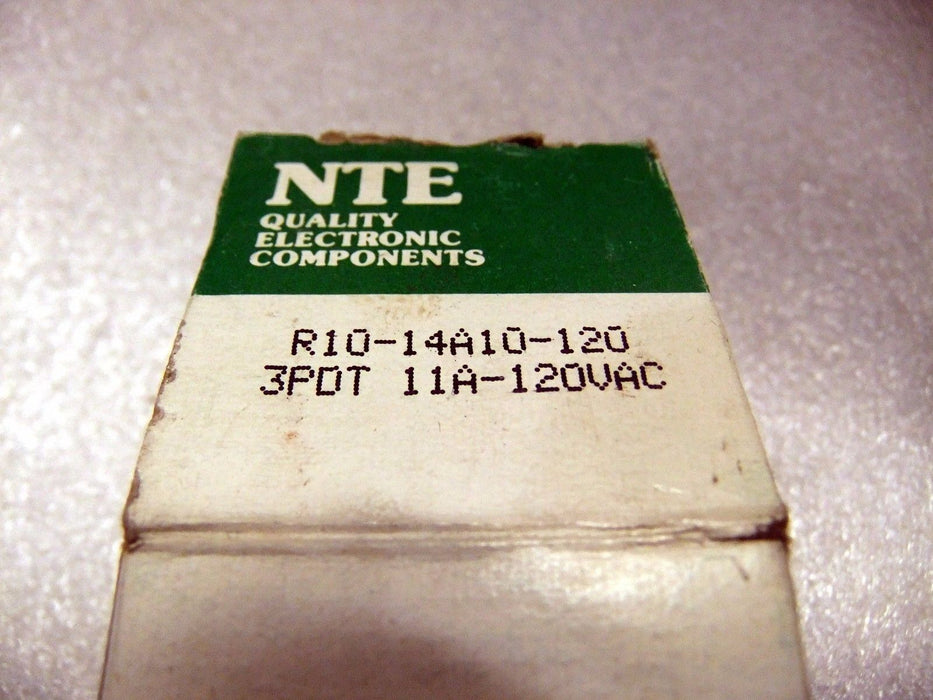 NTE
QUALITY
ELECTRONIC
COMPONENTS
R10-14A10-120
3PDT 11A-120VAC